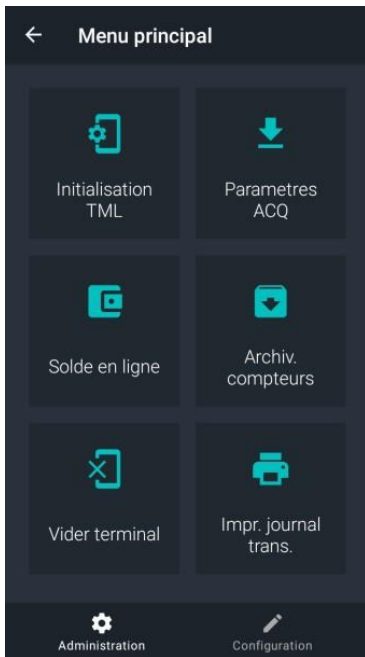 Menu principal
Initialisation
TML
Parametres
ACQ
Solde en ligne
Archiv.
compteurs
Vider terminal
Impr. journal
trans.
Administration
Configuration